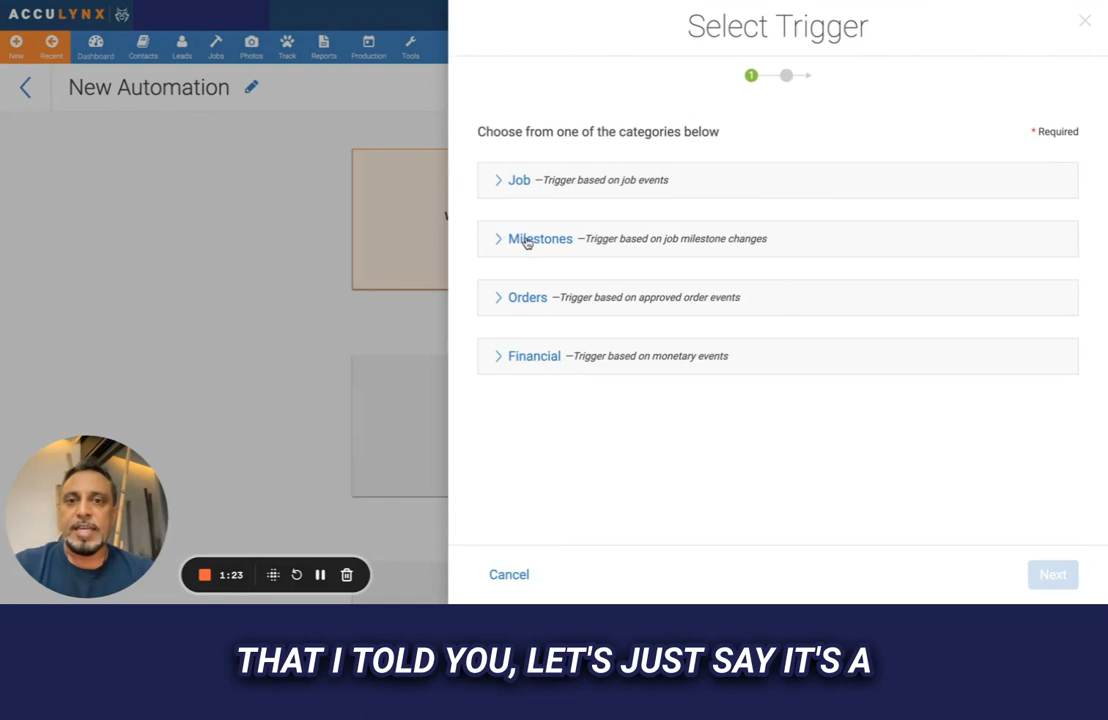 ACCULYNX
New
Recent
Dashboard
Contacts
Leads
Jobs
Photos
Track
Reports
Production
Tools
New Automation
Select Trigger
1
Choose from one of the categories below
* Required
Job —Trigger based on job events
Milestones —Trigger based on job milestone changes
Orders —Trigger based on approved order events
Financial —Trigger based on monetary events
1:23
Cancel
Next
THAT I TOLD YOU, LET'S JUST SAY IT'S A